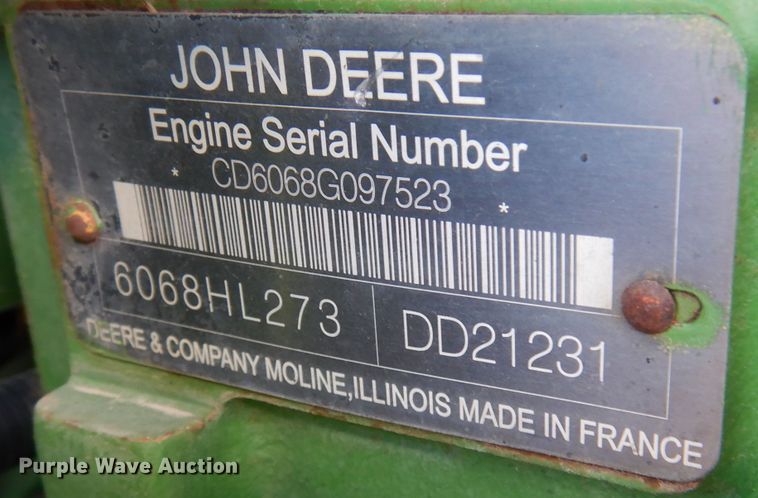 JOHN DEERE
Engine Serial Number
* CD6068G097523 *
6068HL273 DD21231
DEERE & COMPANY MOLINE,ILLINOIS MADE IN FRANCE
Purple Wave Auction